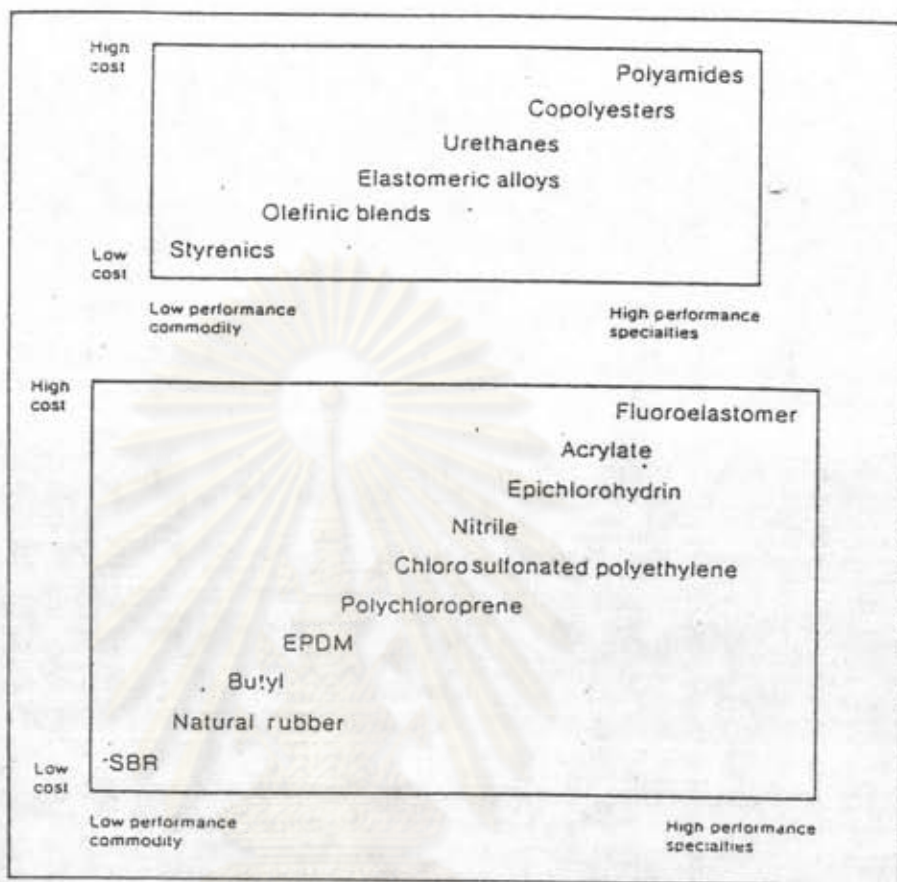 High
cost
Polyamides
Copolyesters
Urethanes
Elastomeric alloys
Olefinic blends
Styrenics
Low
cost
Low performance
commodity
High performance
specialties
High
cost
Fluoroelastomer
Acrylate
Epichlorohydrin
Nitrile
Chloro sulfonated polyethylene
Polychloroprene
EPDM
Butyl
Natural rubber
SBR
Low
cost
Low performance
commodity
High performance
specialties